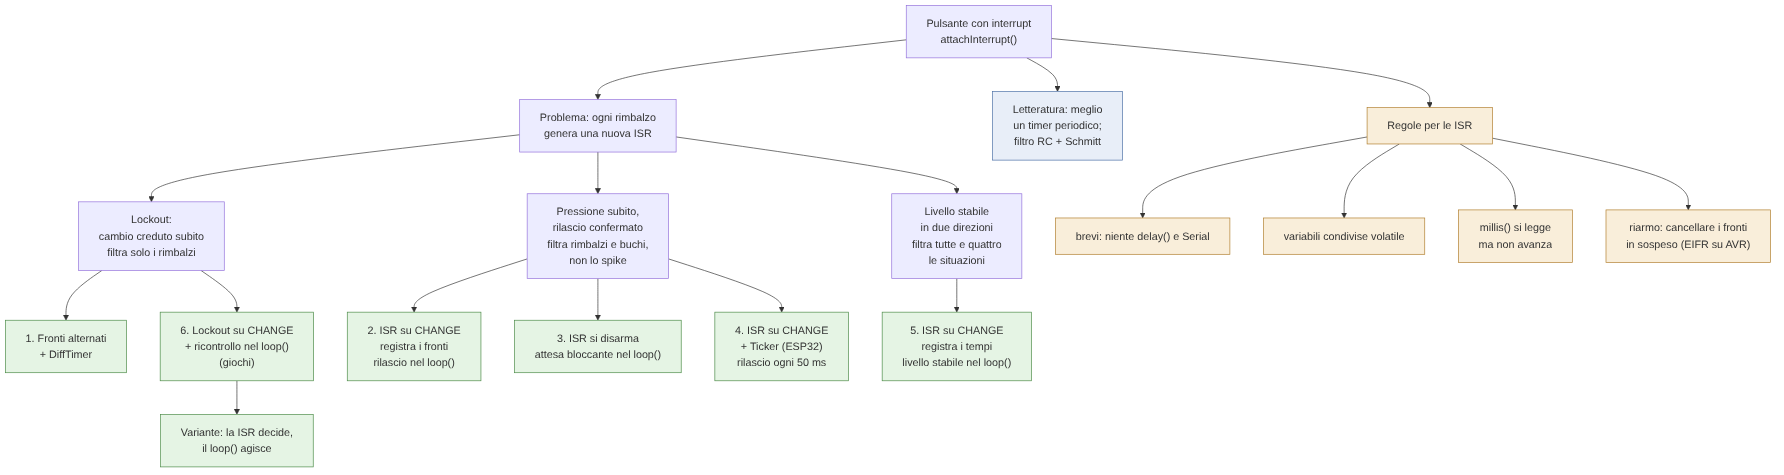 Pulsante con interrupt
attachInterrupt()
Problema: ogni rimbalzo
genera una nuova ISR
Letteratura: meglio
un timer periodico;
filtro RC + Schmitt
Regole per le ISR
Lockout:
cambio creduto subito
filtra solo i rimbalzi
Pressione subito,
rilascio confermato
filtra rimbalzi e buchi,
non lo spike
Livello stabile
in due direzioni
filtra tutte e quattro
le situazioni
brevi: niente delay() e Serial
variabili condivise volatile
millis() si legge
ma non avanza
riarmo: cancellare i fronti
in sospeso (EIFR su AVR)
1. Fronti alternati
+ DiffTimer
6. Lockout su CHANGE
+ ricontrollo nel loop()
(giochi)
2. ISR su CHANGE
registra i fronti
rilascio nel loop()
3. ISR si disarma
attesa bloccante nel loop()
4. ISR su CHANGE
+ Ticker (ESP32)
rilascio ogni 50 ms
5. ISR su CHANGE
registra i tempi
livello stabile nel loop()
Variante: la ISR decide,
il loop() agisce